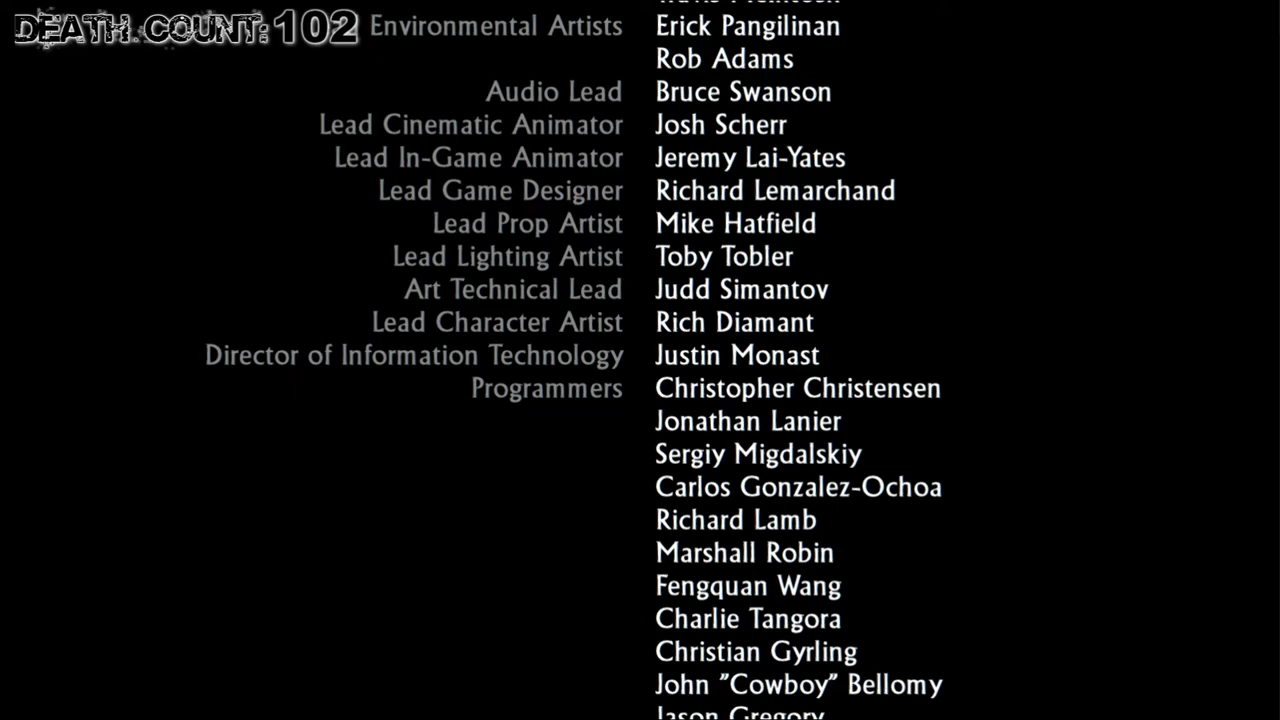 DEATH COUNT: 102
Environmental Artists Erick Pangilinan
Rob Adams
Audio Lead Bruce Swanson
Lead Cinematic Animator Josh Scherr
Lead In-Game Animator Jeremy Lai-Yates
Lead Game Designer Richard Lemarchand
Lead Prop Artist Mike Hatfield
Lead Lighting Artist Toby Tobler
Art Technical Lead Judd Simantov
Lead Character Artist Rich Diamant
Director of Information Technology Justin Monast
Programmers Christopher Christensen
Jonathan Lanier
Sergiy Migdalskiy
Carlos Gonzalez-Ochoa
Richard Lamb
Marshall Robin
Fengquan Wang
Charlie Tangora
Christian Gyrling
John "Cowboy" Bellomy
Jason Gregory